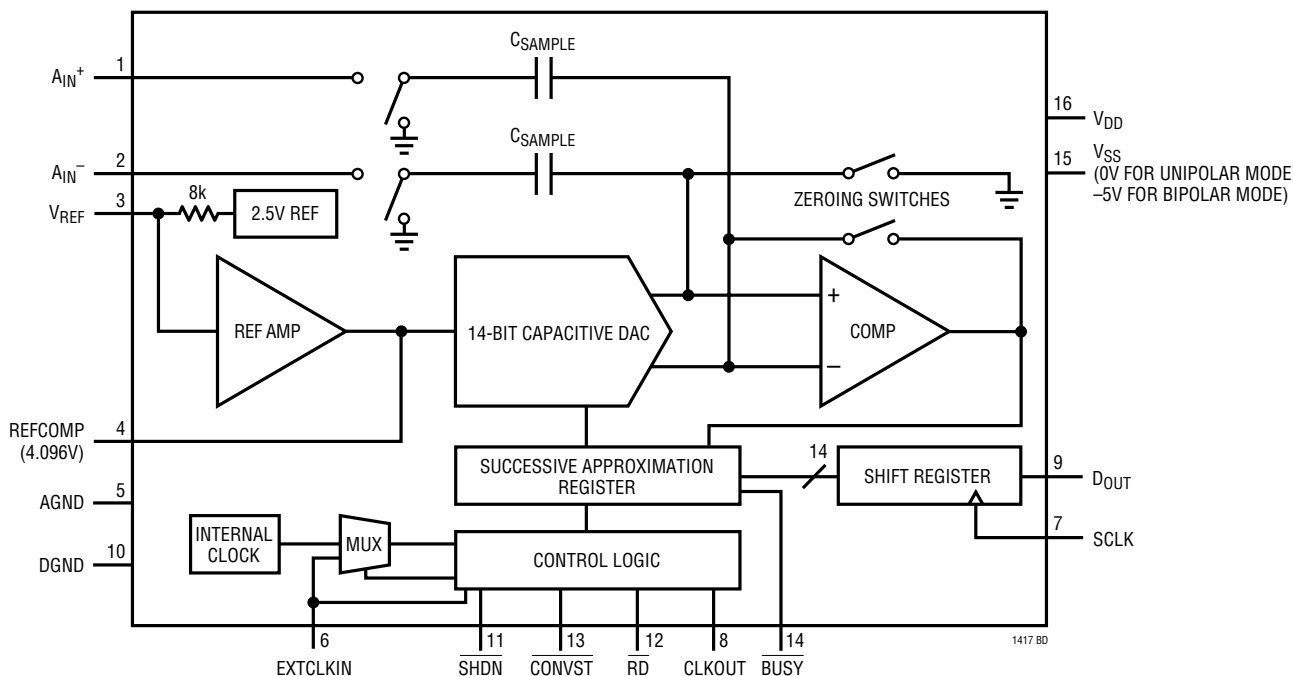 CSAMPLE
1
AIN+
16
VDD
CSAMPLE
2
AIN–
15
VSS
(0V FOR UNIPOLAR MODE
–5V FOR BIPOLAR MODE)
ZEROING SWITCHES
3
VREF
8k
2.5V REF
REF AMP
14-BIT CAPACITIVE DAC
+
COMP
–
4
REFCOMP
(4.096V)
SUCCESSIVE APPROXIMATION
REGISTER
14
SHIFT REGISTER
9
DOUT
5
AGND
7
SCLK
INTERNAL
CLOCK
MUX
CONTROL LOGIC
10
DGND
6
EXTCLKIN
11
SHDN
13
CONVST
12
RD
8
CLKOUT
14
BUSY
1417 BD